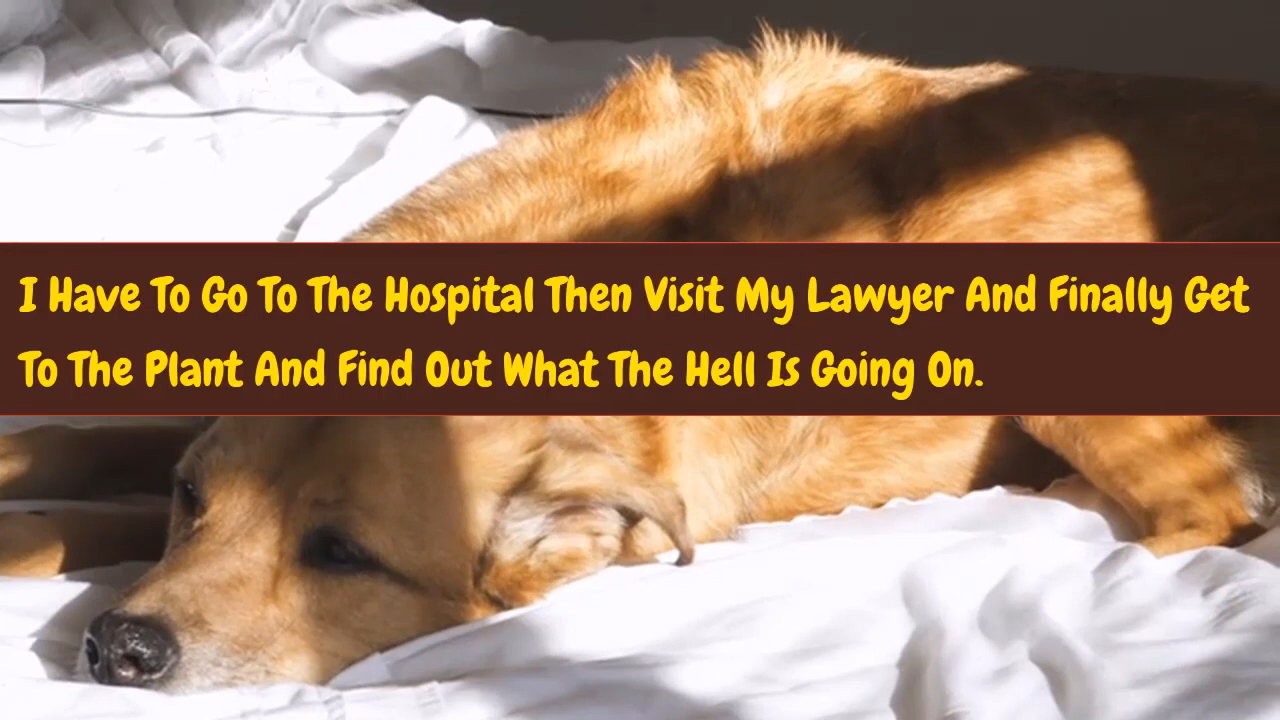 I Have To Go To The Hospital Then Visit My Lawyer And Finally Get
To The Plant And Find Out What The Hell Is Going On.